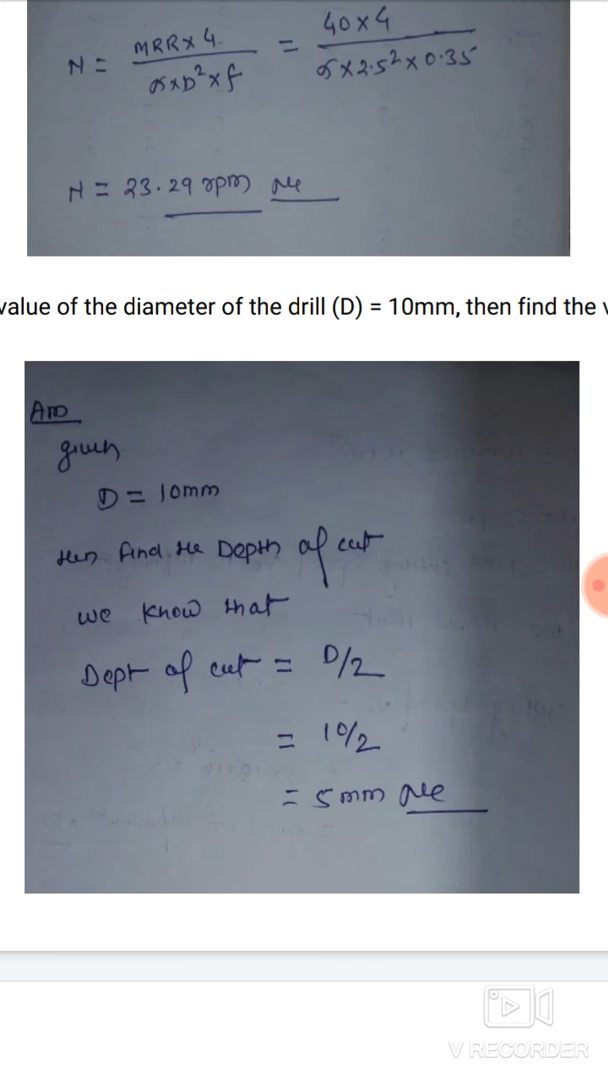 N = MRR x 4 / π x D² x f = 40 x 4 / π x 2.5² x 0.35
N = 23.29 rpm Ans
value of the diameter of the drill (D) = 10mm, then find the v
Ans
given
D = 10mm
then find the Depth of cut
we know that
Dept of cut = D/2
= 10/2
= 5mm Ans
V RECORDER